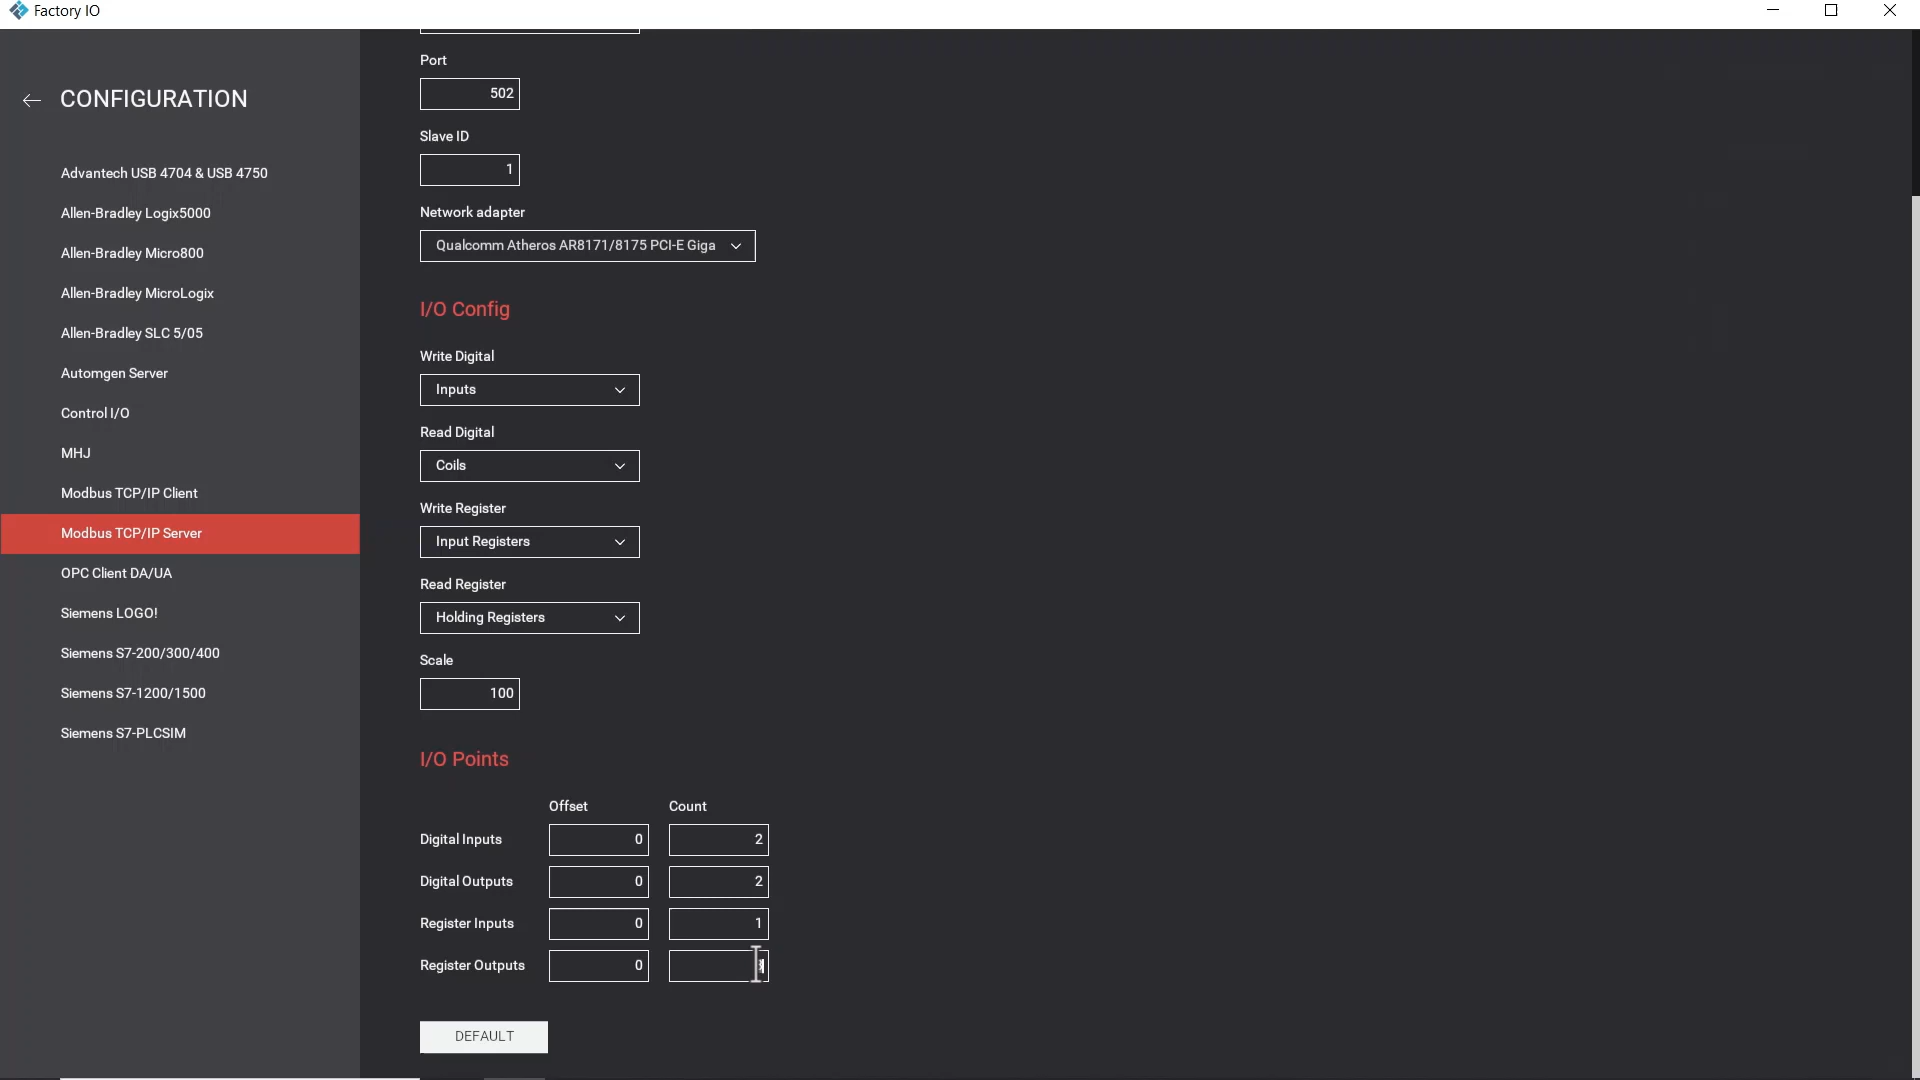 Factory IO
CONFIGURATION
Advantech USB 4704 & USB 4750
Allen-Bradley Logix5000
Allen-Bradley Micro800
Allen-Bradley MicroLogix
Allen-Bradley SLC 5/05
Automgen Server
Control I/O
MHJ
Modbus TCP/IP Client
Modbus TCP/IP Server
OPC Client DA/UA
Siemens LOGO!
Siemens S7-200/300/400
Siemens S7-1200/1500
Siemens S7-PLCSIM
Port
502
Slave ID
1
Network adapter
Qualcomm Atheros AR8171/8175 PCI-E Giga
I/O Config
Write Digital
Inputs
Read Digital
Coils
Write Register
Input Registers
Read Register
Holding Registers
Scale
100
I/O Points
Offset Count
Digital Inputs 0 2
Digital Outputs 0 2
Register Inputs 0 1
Register Outputs 0
DEFAULT